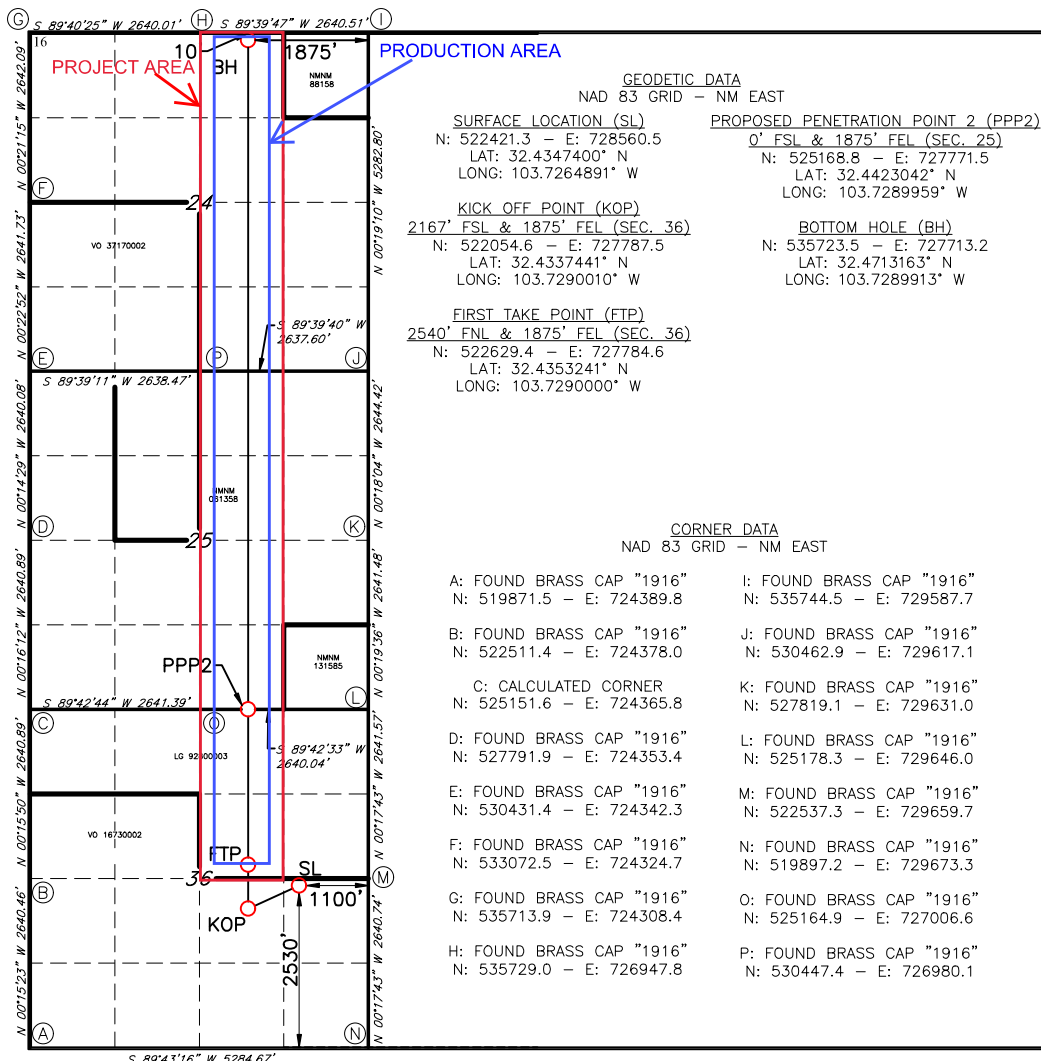 G S 89°40'25" W 2640.01' H S 89°39'47" W 2640.51' I
16
10 1875'
BH
PROJECT AREA
PRODUCTION AREA
NMNM
88158
N 00°21'15" W 2642.09'
N 00°19'10" W 5282.80'
F
24
VO 37170002
N 00°22'52" W 2641.73'
S 89°39'40" W
2637.60'
E P J
S 89°39'11" W 2638.47'
N 00°14'29" W 2640.08'
N 00°18'04" W 2644.42'
NMNM
061358
D K
25
N 00°16'12" W 2640.89'
N 00°19'36" W 2641.48'
NMNM
131585
PPP2
L
S 89°42'44" W 2641.39'
C O
S 89°42'33" W
2640.04'
LG 92000003
N 00°15'50" W 2640.89'
N 00°17'43" W 2641.57'
VO 16730002
FTP
SL
36 M
B
1100'
KOP
2530'
N 00°15'23" W 2640.46'
N 00°17'43" W 2640.74'
A N
S 89°43'16" W 5284.67'
GEODETIC DATA
NAD 83 GRID – NM EAST
SURFACE LOCATION (SL)
N: 522421.3 – E: 728560.5
LAT: 32.4347400° N
LONG: 103.7264891° W
KICK OFF POINT (KOP)
2167' FSL & 1875' FEL (SEC. 36)
N: 522054.6 – E: 727787.5
LAT: 32.4337441° N
LONG: 103.7290010° W
FIRST TAKE POINT (FTP)
2540' FNL & 1875' FEL (SEC. 36)
N: 522629.4 – E: 727784.6
LAT: 32.4353241° N
LONG: 103.7290000° W
PROPOSED PENETRATION POINT 2 (PPP2)
0' FSL & 1875' FEL (SEC. 25)
N: 525168.8 – E: 727771.5
LAT: 32.4423042° N
LONG: 103.7289959° W
BOTTOM HOLE (BH)
N: 535723.5 – E: 727713.2
LAT: 32.4713163° N
LONG: 103.7289913° W
CORNER DATA
NAD 83 GRID – NM EAST
A: FOUND BRASS CAP "1916"
N: 519871.5 – E: 724389.8
B: FOUND BRASS CAP "1916"
N: 522511.4 – E: 724378.0
C: CALCULATED CORNER
N: 525151.6 – E: 724365.8
D: FOUND BRASS CAP "1916"
N: 527791.9 – E: 724353.4
E: FOUND BRASS CAP "1916"
N: 530431.4 – E: 724342.3
F: FOUND BRASS CAP "1916"
N: 533072.5 – E: 724324.7
G: FOUND BRASS CAP "1916"
N: 535713.9 – E: 724308.4
H: FOUND BRASS CAP "1916"
N: 535729.0 – E: 726947.8
I: FOUND BRASS CAP "1916"
N: 535744.5 – E: 729587.7
J: FOUND BRASS CAP "1916"
N: 530462.9 – E: 729617.1
K: FOUND BRASS CAP "1916"
N: 527819.1 – E: 729631.0
L: FOUND BRASS CAP "1916"
N: 525178.3 – E: 729646.0
M: FOUND BRASS CAP "1916"
N: 522537.3 – E: 729659.7
N: FOUND BRASS CAP "1916"
N: 519897.2 – E: 729673.3
O: FOUND BRASS CAP "1916"
N: 525164.9 – E: 727006.6
P: FOUND BRASS CAP "1916"
N: 530447.4 – E: 726980.1